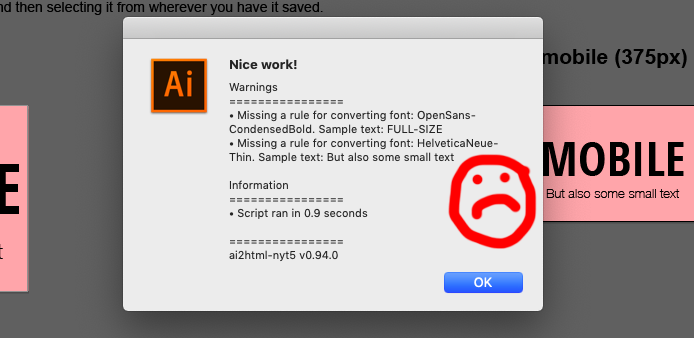 nd then selecting it from wherever you have it saved.
Nice work!
mobile (375px)
Ai
Warnings
================
• Missing a rule for converting font: OpenSans-
CondensedBold. Sample text: FULL-SIZE
• Missing a rule for converting font: HelveticaNeue-
Thin. Sample text: But also some small text
Information
================
• Script ran in 0.9 seconds
================
ai2html-nyt5 v0.94.0
OK
E
t
MOBILE
But also some small text